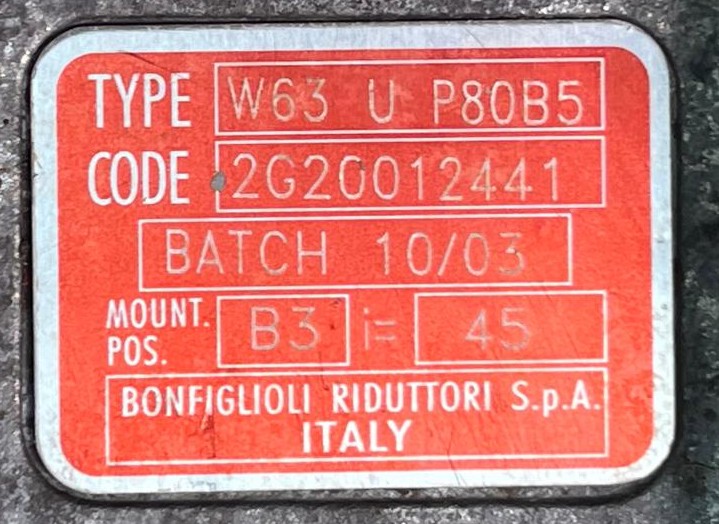 TYPE W63 U P80B5
CODE 2G20012441
BATCH 10/03
MOUNT. POS. B3 i= 45
BONFIGLIOLI RIDUTTORI S.p.A.
ITALY